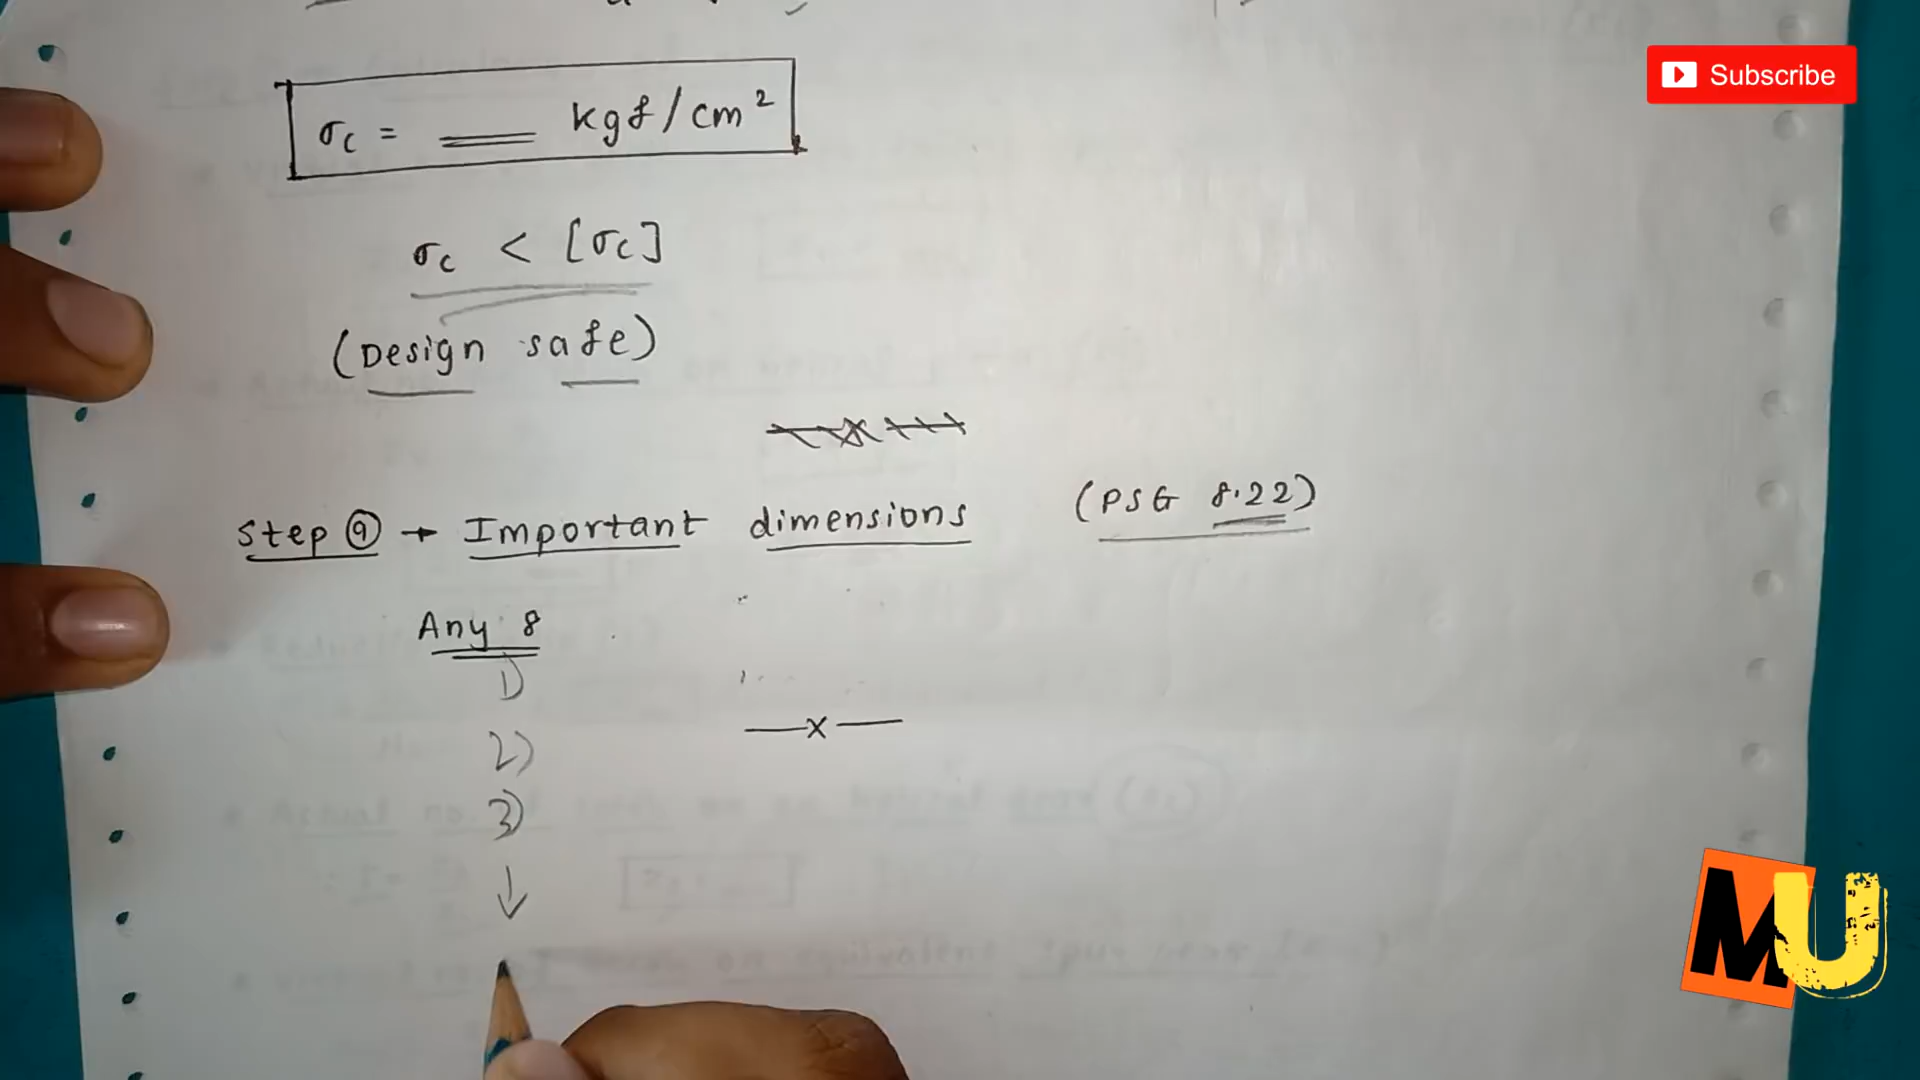 σc = ___ kgf/cm²
Subscribe
σc < [σc]
(Design safe)
Step ⑨ → Important dimensions (PSG 8.22)
Any 8
1)
2)
—x—
3)
↓
MU